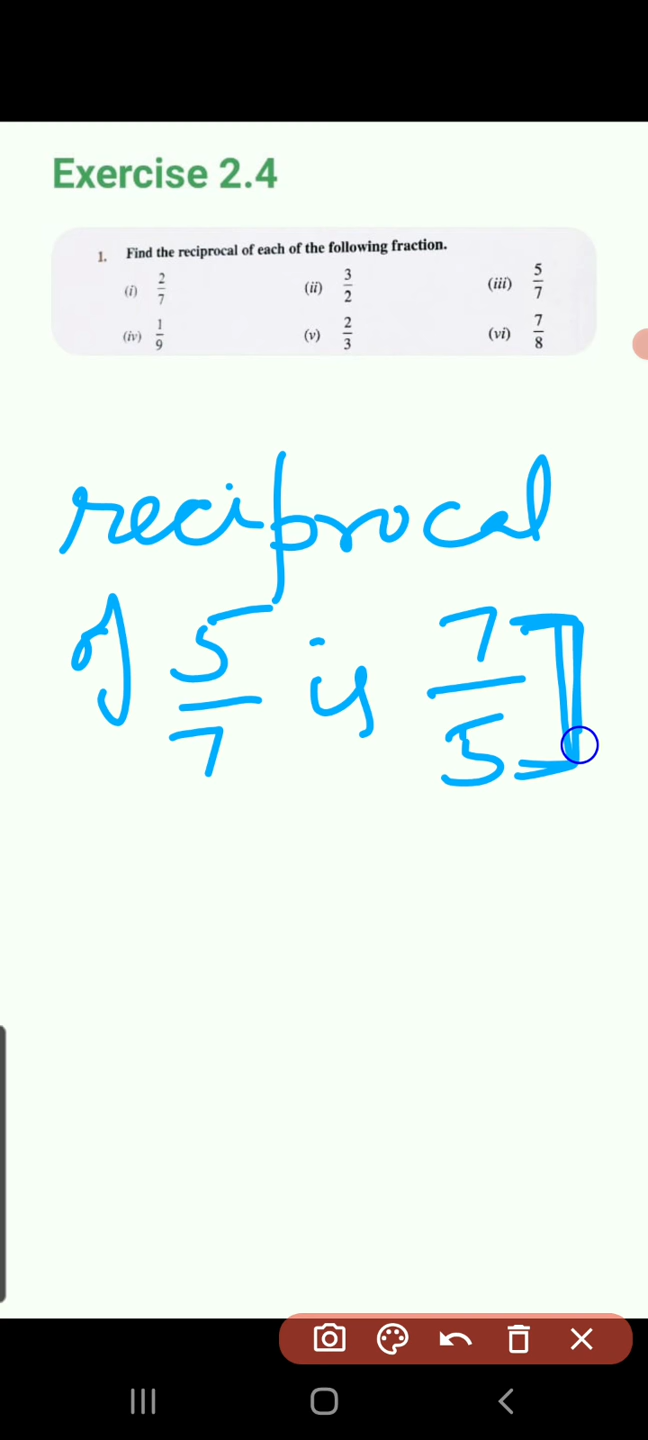 Exercise 2.4
1. Find the reciprocal of each of the following fraction.
(i) 2/7 (ii) 3/2 (iii) 5/7
(iv) 1/9 (v) 2/3 (vi) 7/8
reciprocal
of 5/7 is 7/5